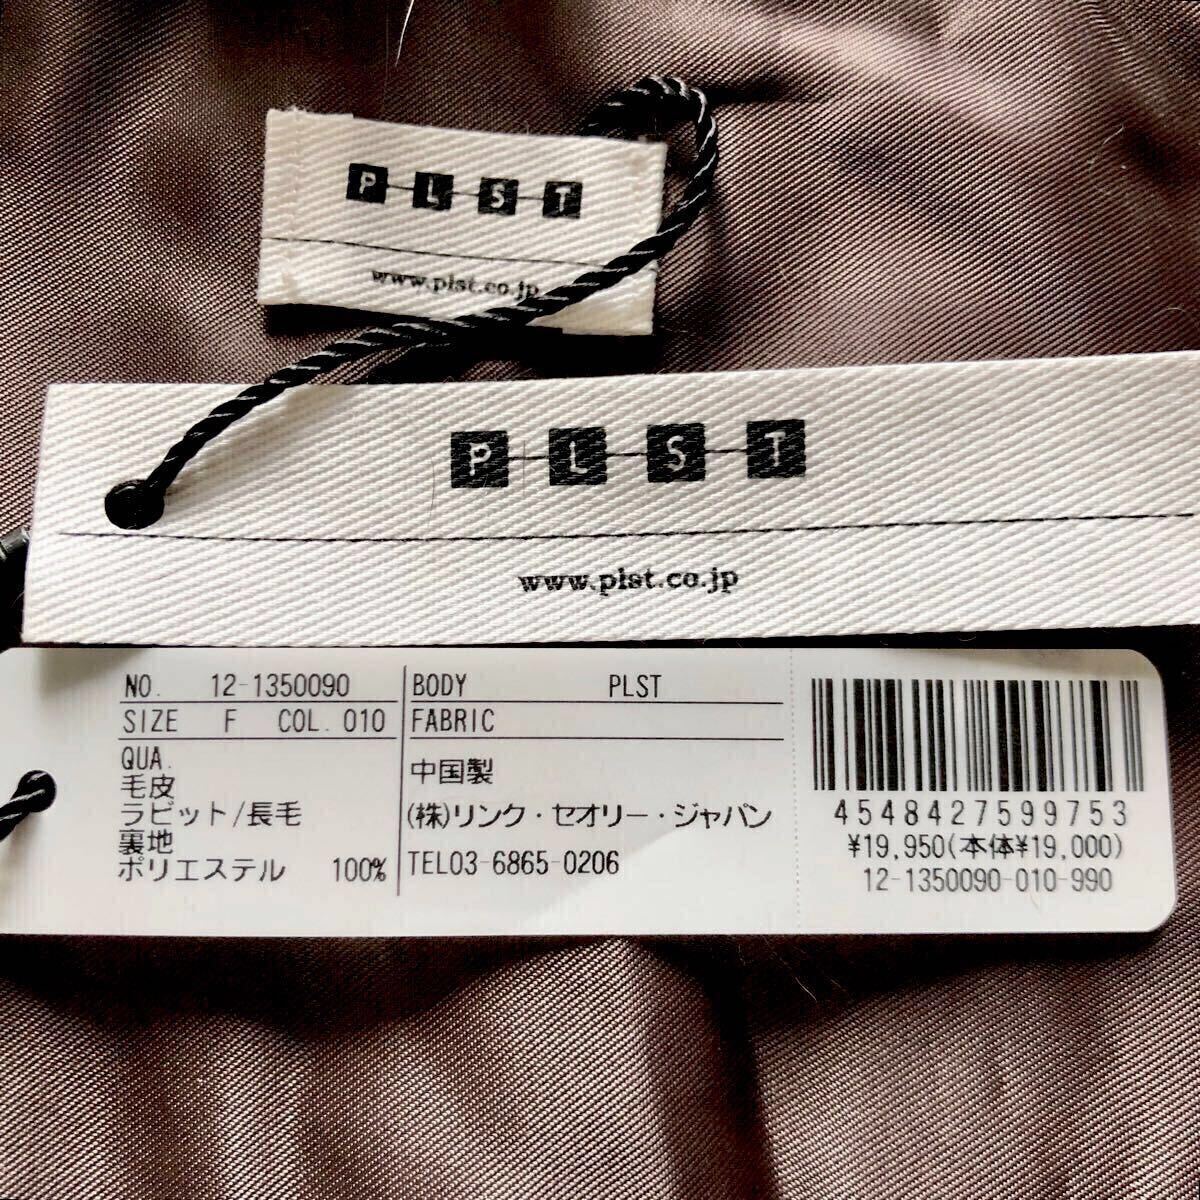 P L S T
www.plst.co.jp
P L S T
www.plst.co.jp
NO. 12-1350090
SIZE F COL. 010
QUA.
毛皮
ラビット/長毛
裏地
ポリエステル 100%
BODY PLST
FABRIC
中国製
(株)リンク・セオリー・ジャパン
TEL03-6865-0206
4548427599753
¥19,950(本体¥19,000)
12-1350090-010-990